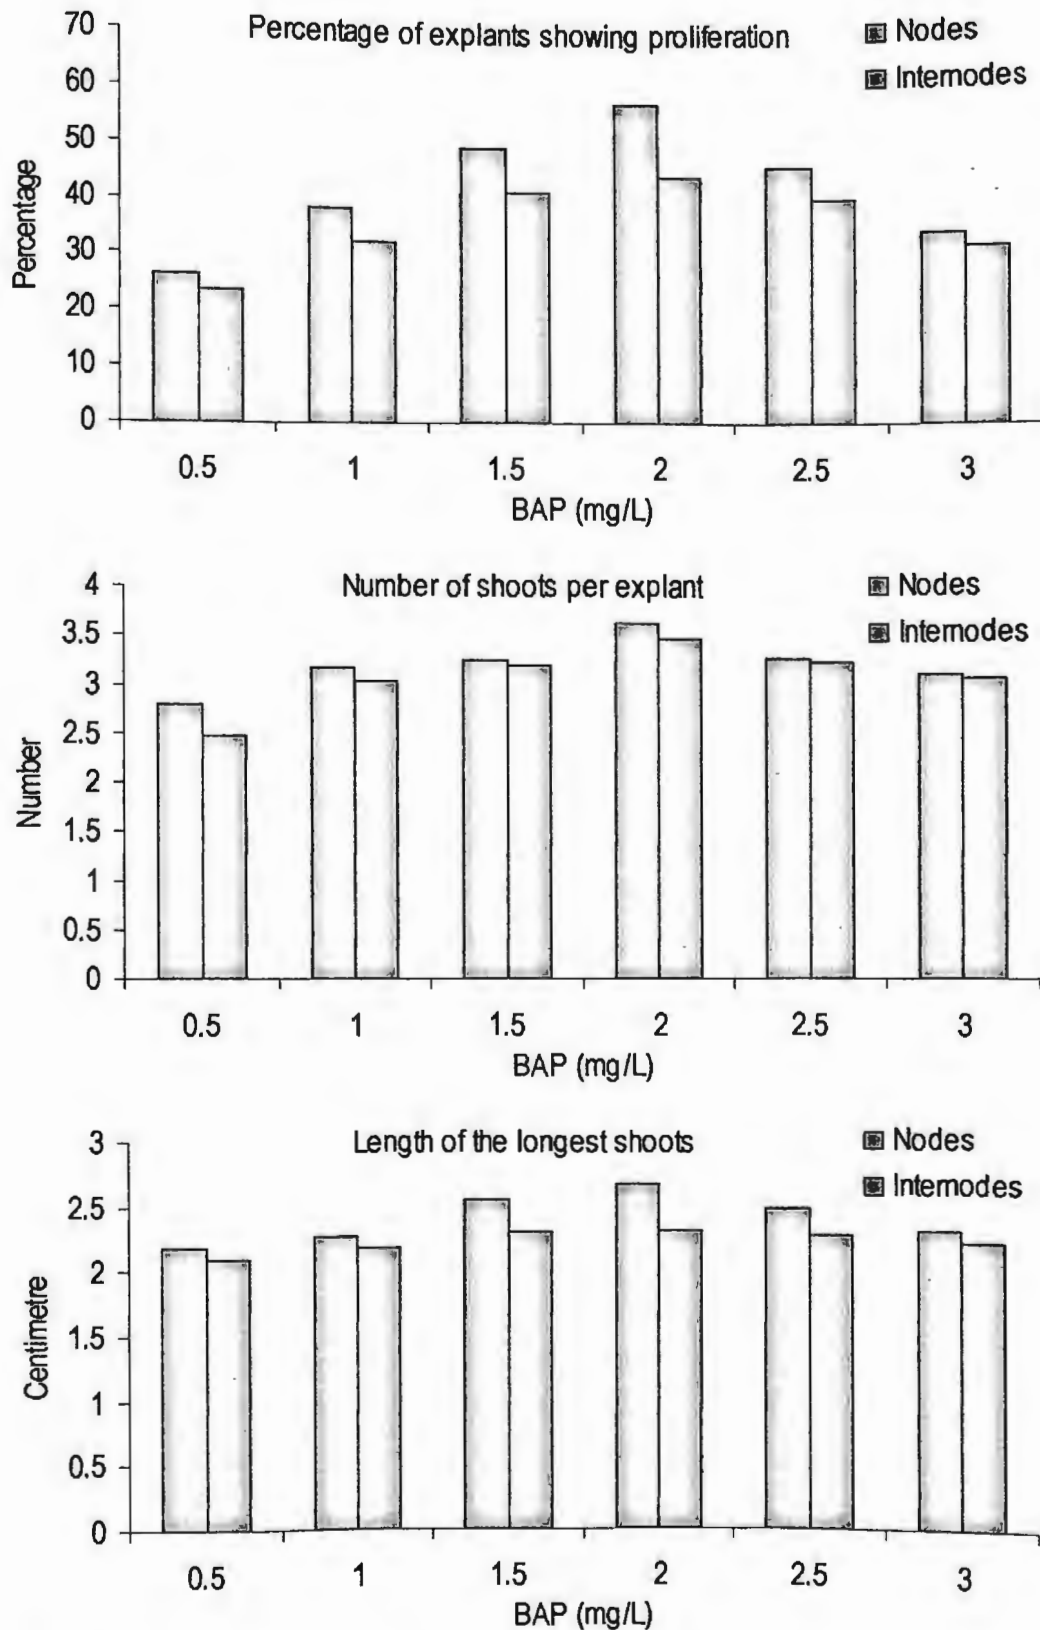 Percentage of explants showing proliferation
Nodes
Internodes
70
60
50
40
30
20
10
0
Percentage
0.5 1 1.5 2 2.5 3
BAP (mg/L)
Number of shoots per explant
Nodes
Internodes
4
3.5
3
2.5
2
1.5
1
0.5
0
Number
0.5 1 1.5 2 2.5 3
BAP (mg/L)
Length of the longest shoots
Nodes
Internodes
3
2.5
2
1.5
1
0.5
0
Centimetre
0.5 1 1.5 2 2.5 3
BAP (mg/L)